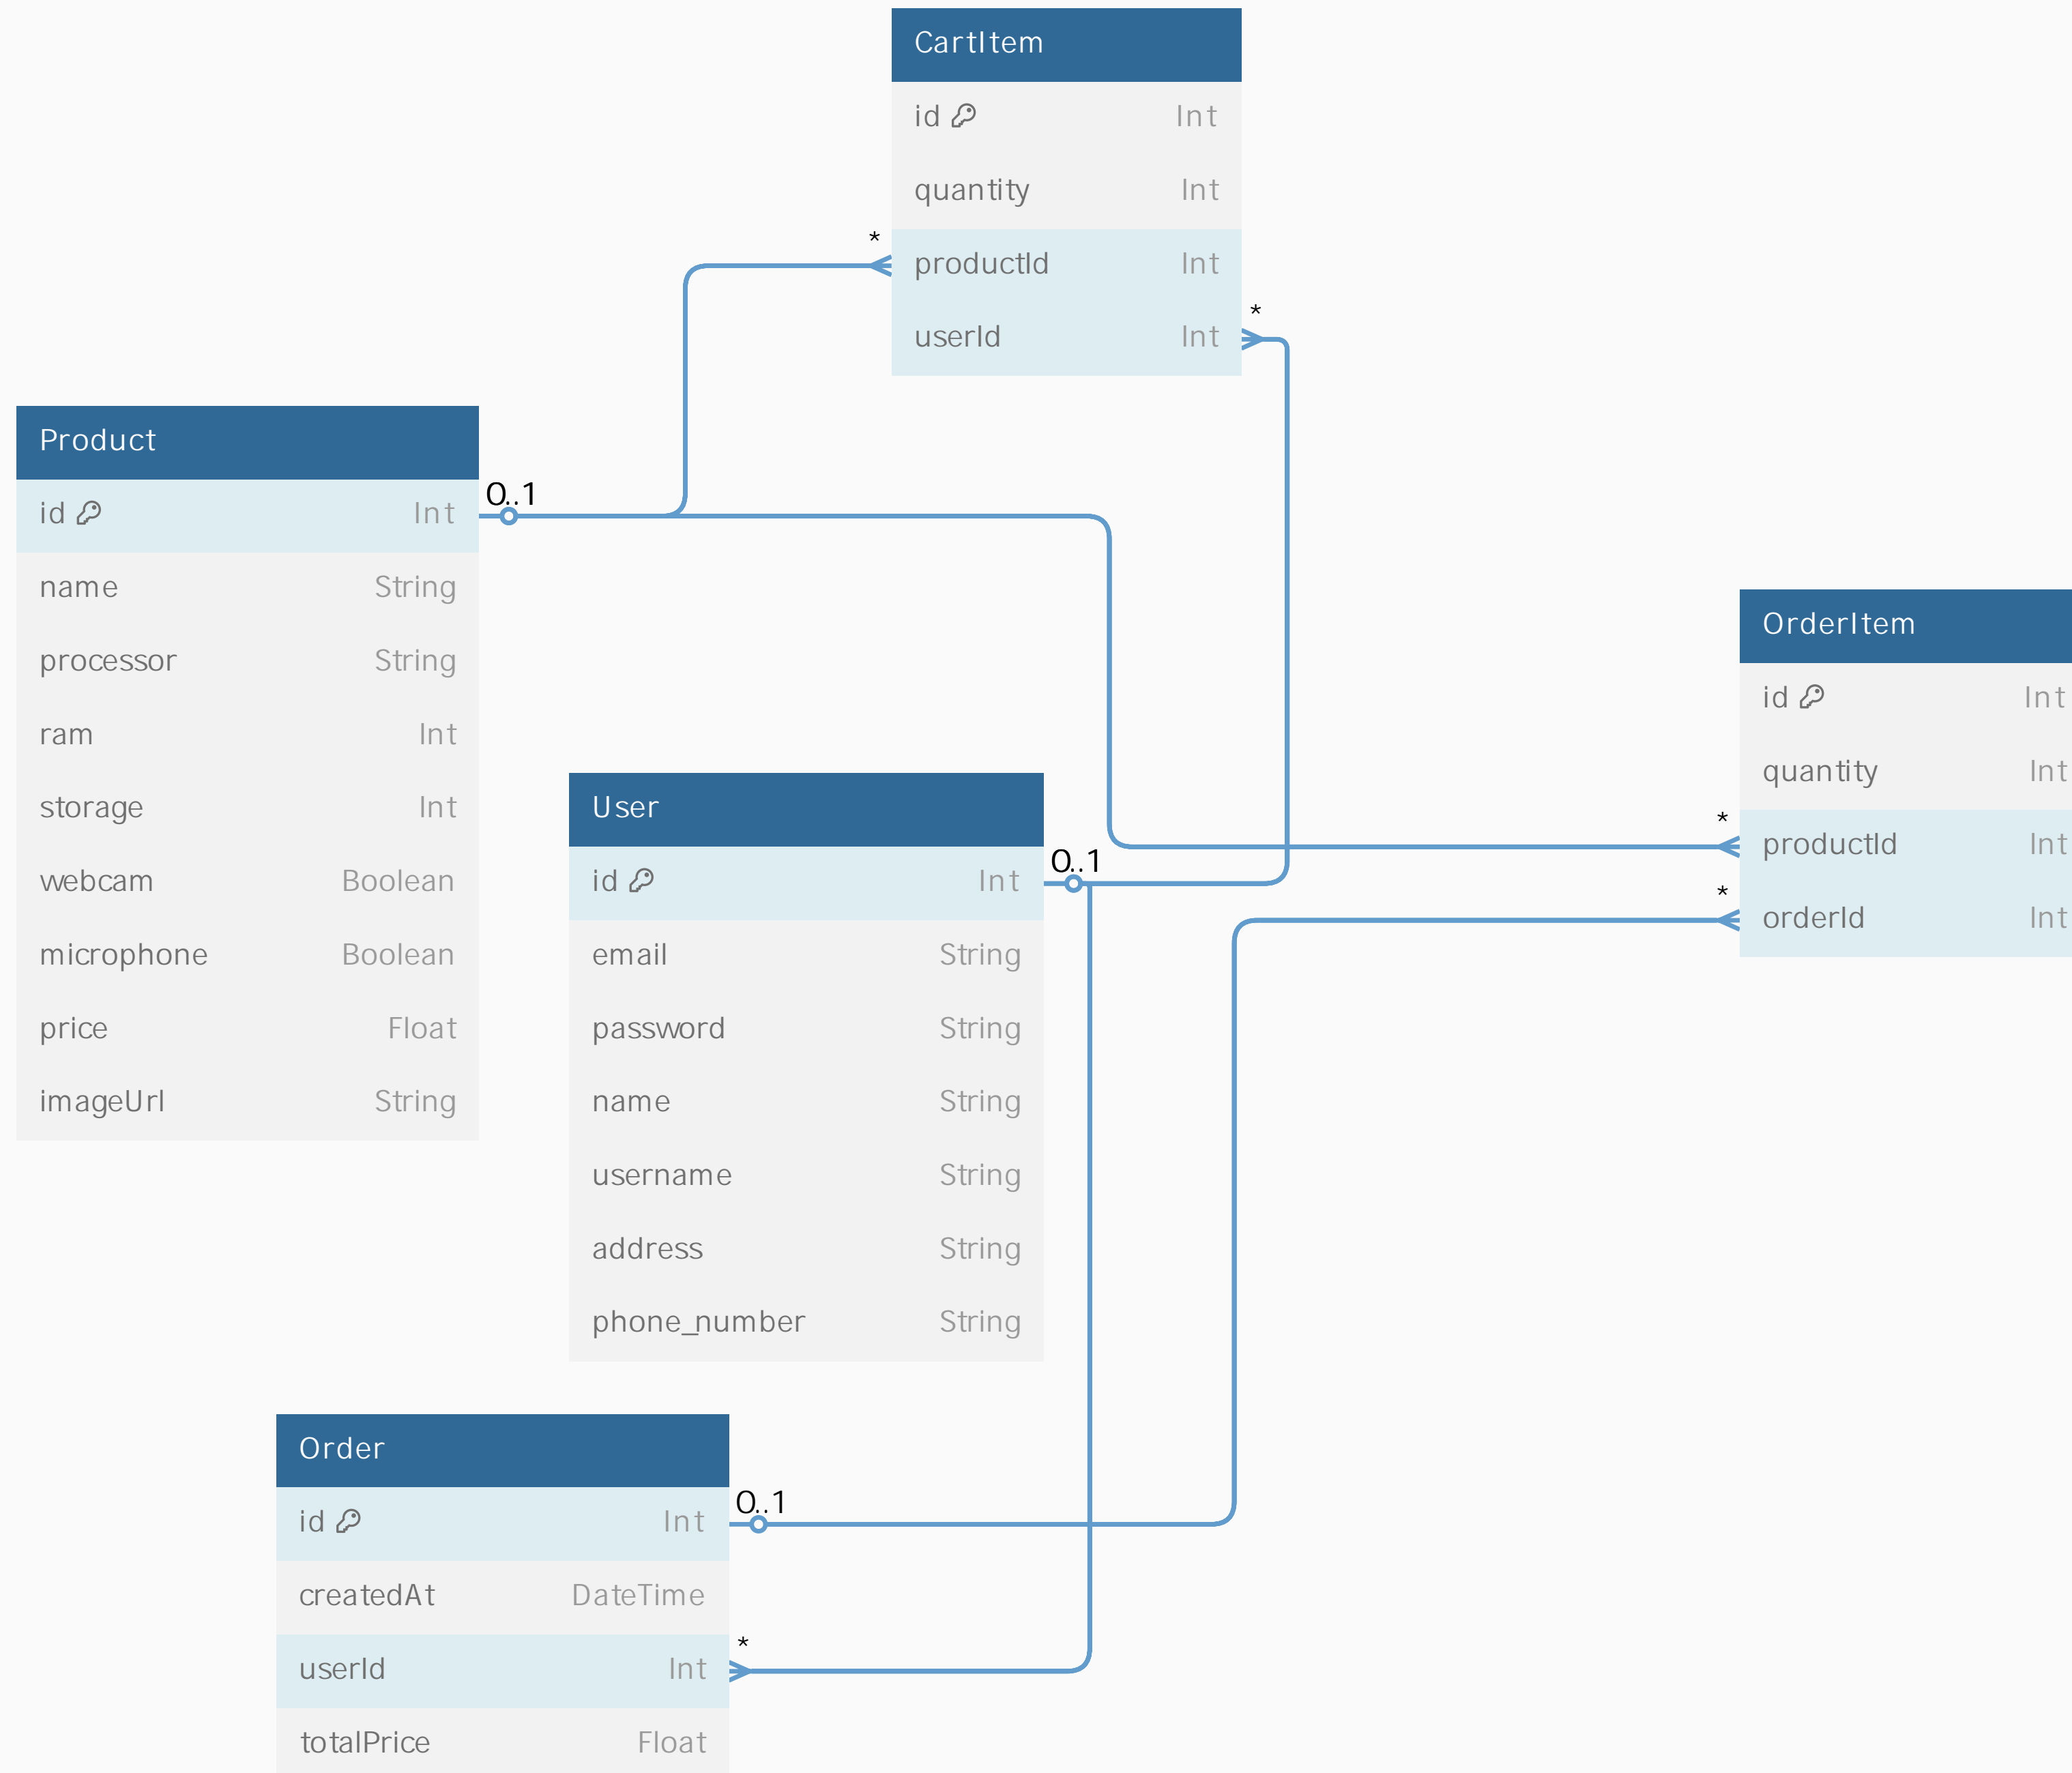 CartItem
id Int
quantity Int
* productId Int
userId Int *
Product
id Int 0..1
name String
processor String
ram Int
storage Int
webcam Boolean
microphone Boolean
price Float
imageUrl String
User
id Int 0..1
email String
password String
name String
username String
address String
phone_number String
OrderItem
id Int
quantity Int
* productId Int
* orderId Int
Order
id Int 0..1
createdAt DateTime
userId Int *
totalPrice Float